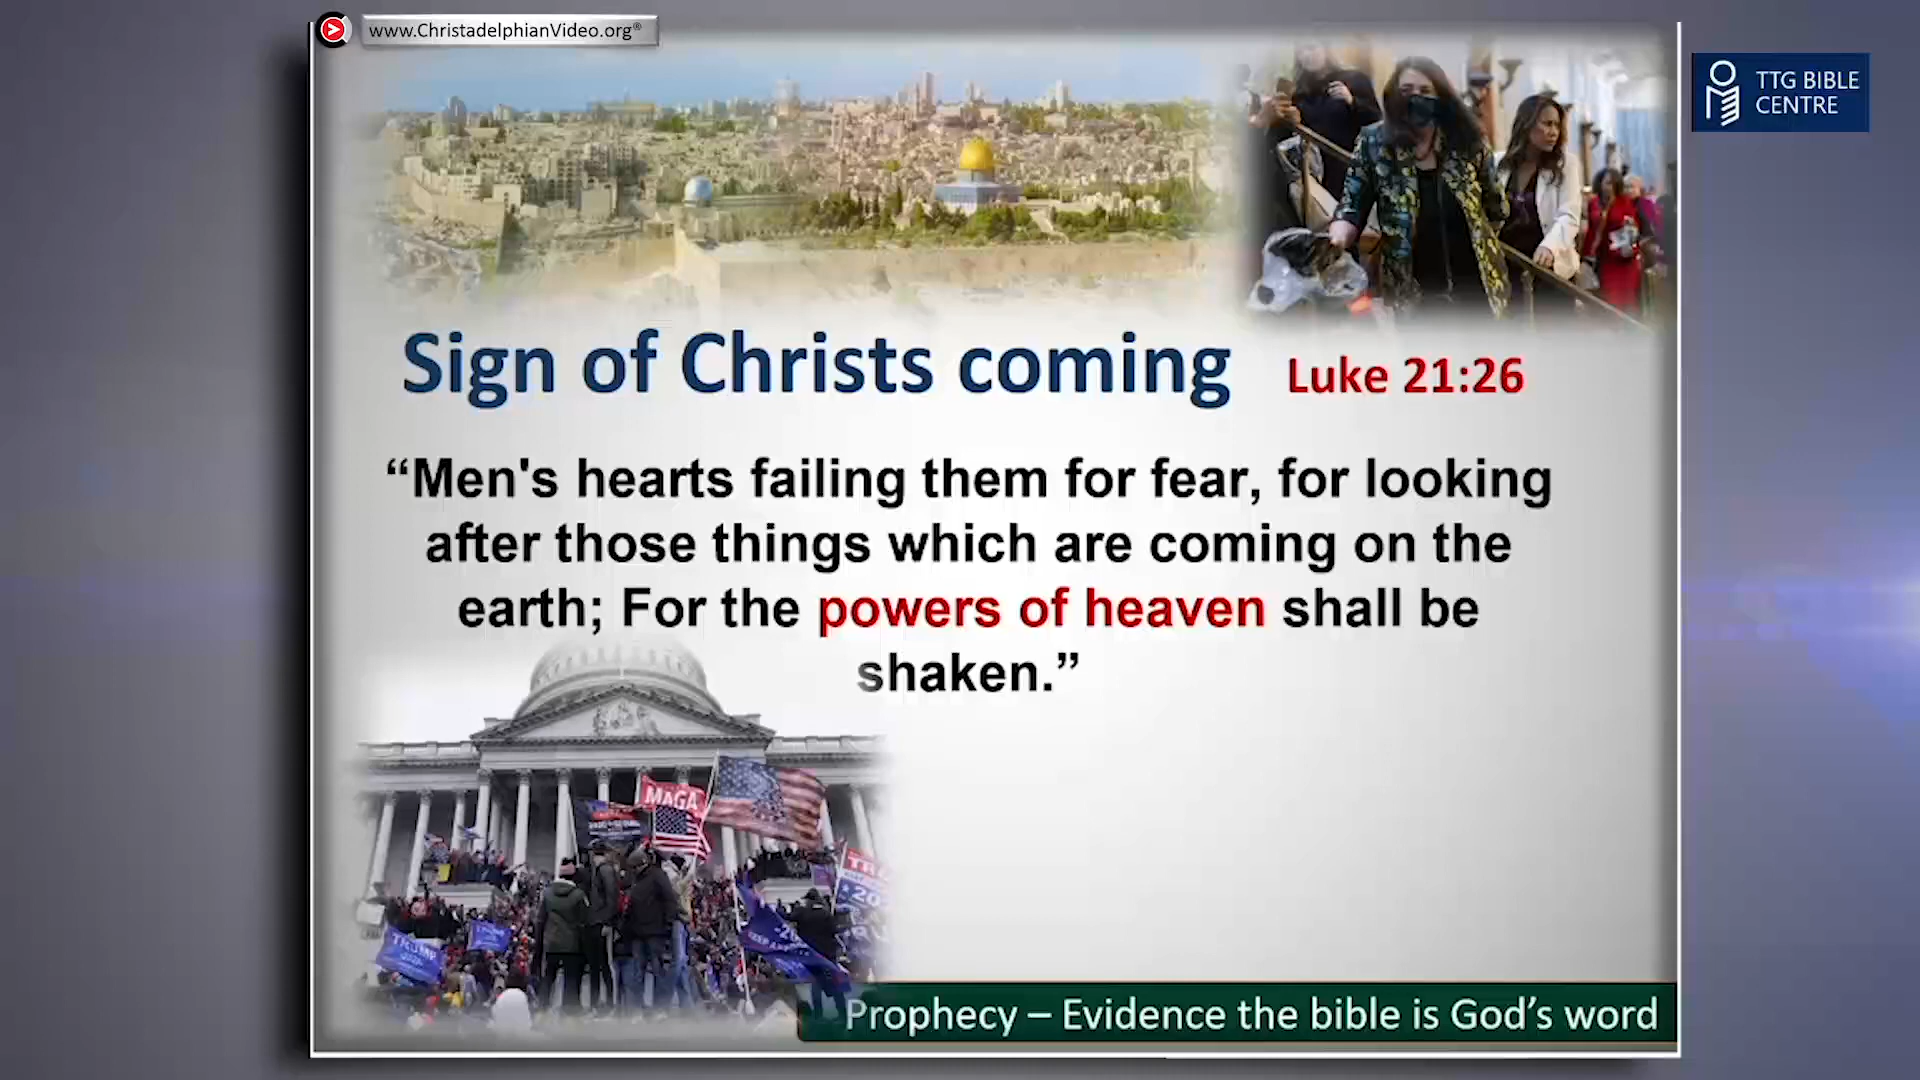 www.ChristadelphianVideo.org®
TTG BIBLE
CENTRE
Sign of Christs coming Luke 21:26
“Men's hearts failing them for fear, for looking
after those things which are coming on the
earth; For the powers of heaven shall be
shaken.”
MAGA
TRUMP
Prophecy – Evidence the bible is God’s word